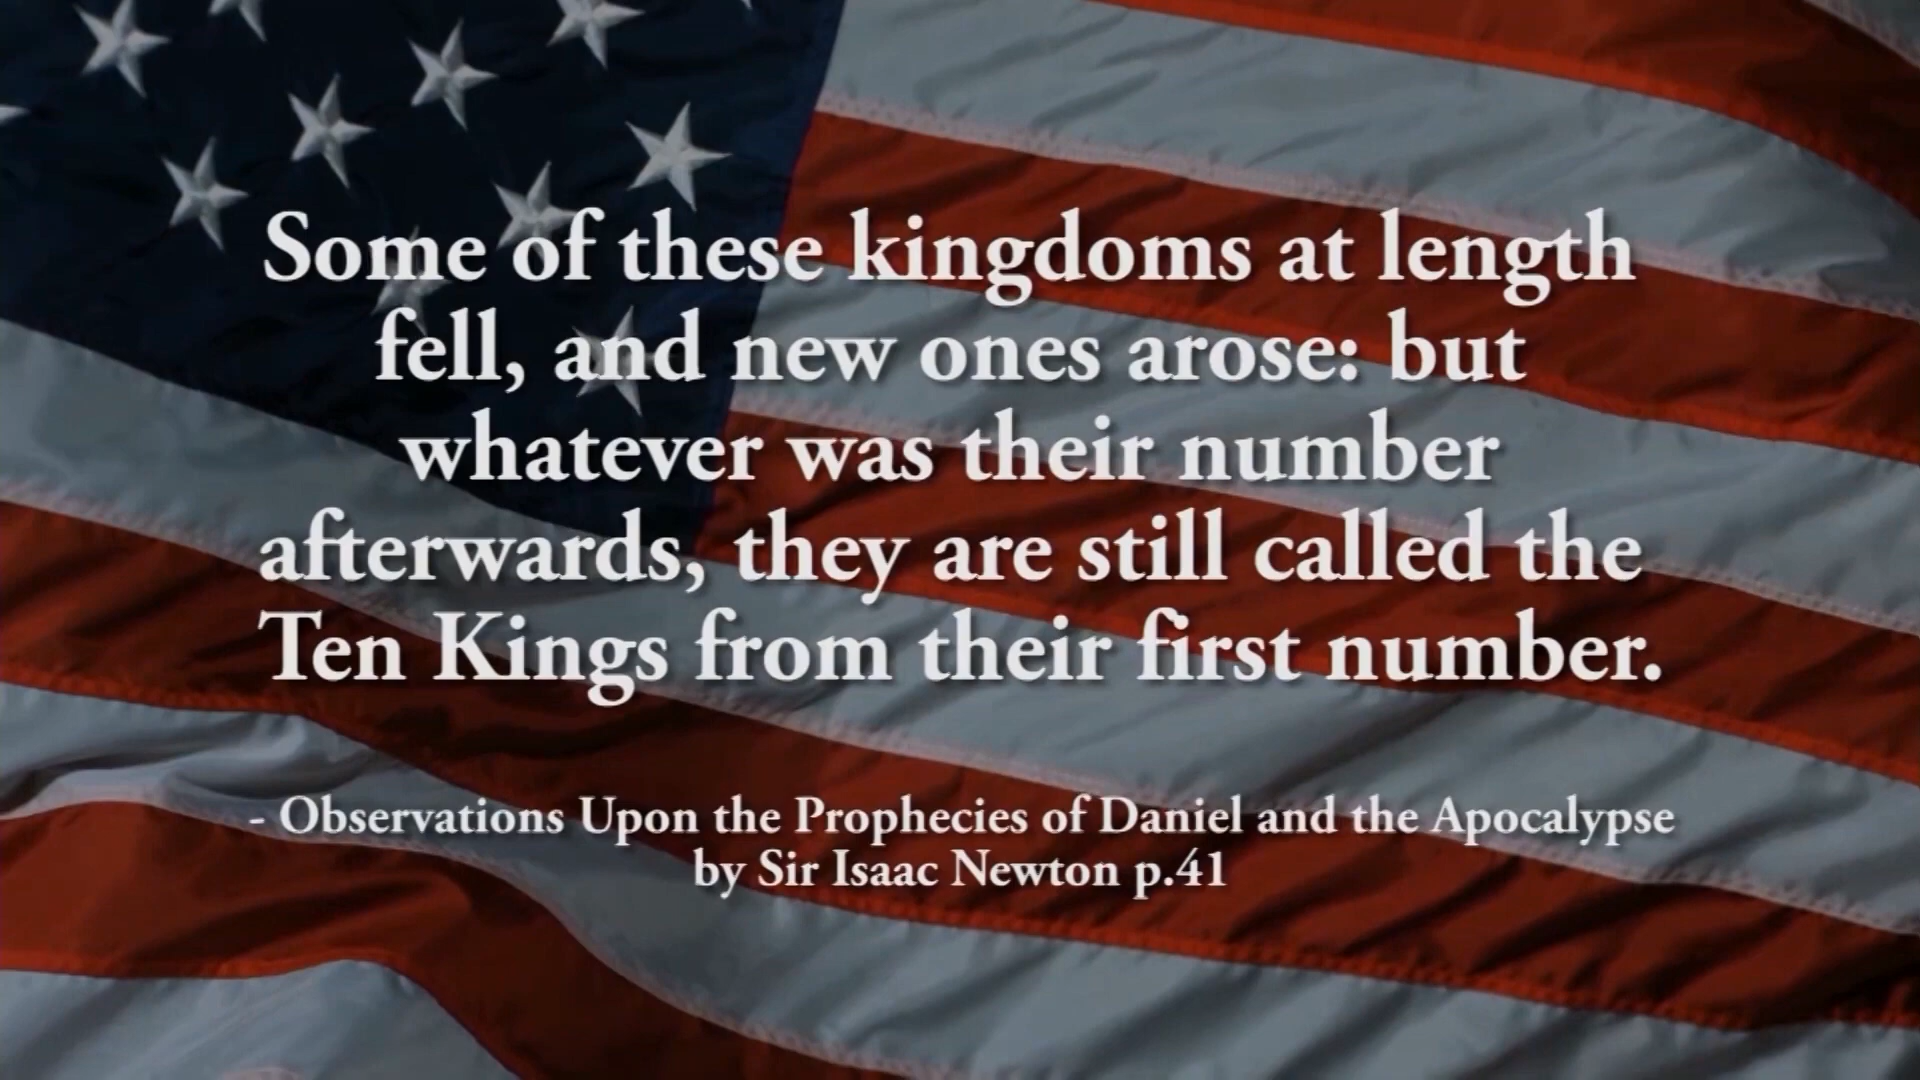 Some of these kingdoms at length
fell, and new ones arose: but
whatever was their number
afterwards, they are still called the
Ten Kings from their first number.
- Observations Upon the Prophecies of Daniel and the Apocalypse
by Sir Isaac Newton p.41